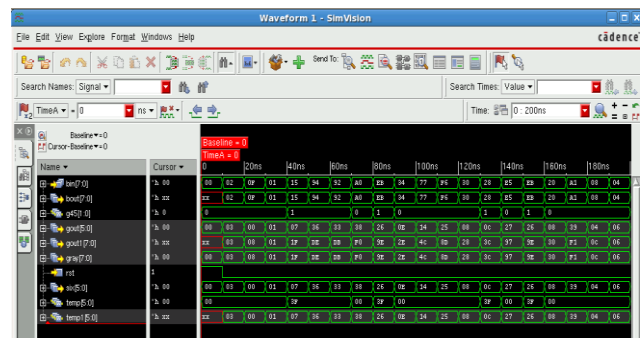 Waveform 1 - SimVision
File Edit View Explore Format Windows Help
cādence
Send To:
Search Names: Signal
Search Times: Value
TimeA = 0 ns
Time: 0 : 200ns
x2
Baseline = 0
Cursor-Baseline = 0
Baseline = 0
TimeA = 0
Name Cursor
0 20ns 40ns 60ns 80ns 100ns 120ns 140ns 160ns 180ns
bin[7:0] 'h 00 00 02 0F 01 15 94 92 A0 EB 34 77 F6 30 28 E5 EB 20 A2 08 04
bout[7:0] 'h xx xx 02 0F 01 15 94 92 A0 EB 34 77 F6 30 28 E5 EB 20 A2 08 04
g45[1:0] 'h 0 0 1 0 1 0 1 0 1 0
gout[5:0] 'h 00 00 03 00 01 07 36 33 38 26 0E 14 25 08 0C 27 26 08 39 04 06
gout1[7:0] 'h xx xx 03 08 01 1F DE DB F0 9E 2E 4C 8D 28 3C 97 9E 30 F3 0C 06
gray[7:0] 'h 00 00 03 08 01 1F DE DB F0 9E 2E 4C 8D 28 3C 97 9E 30 F3 0C 06
rst 1
six[5:0] 'h 00 00 03 00 01 07 36 33 38 26 0E 14 25 08 0C 27 26 08 39 04 06
temp[5:0] 'h 00 00 3F 00 3F 00 3F 00 3F 00
temp1[5:0] 'h xx xx 03 00 01 07 36 33 38 26 0E 14 25 08 0C 27 26 08 39 04 06